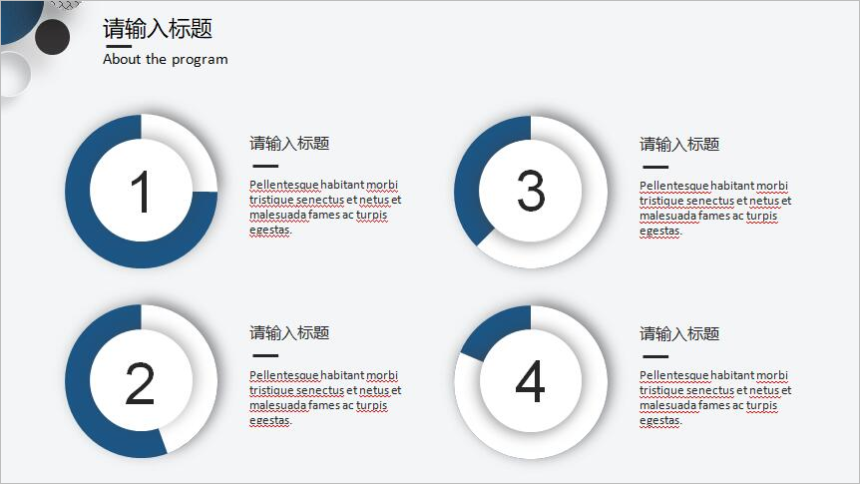 请输入标题
About the program
1
请输入标题
Pellentesque habitant morbi
tristique senectus et netus et
malesuada fames ac turpis
egestas.
2
请输入标题
Pellentesque habitant morbi
tristique senectus et netus et
malesuada fames ac turpis
egestas.
3
请输入标题
Pellentesque habitant morbi
tristique senectus et netus et
malesuada fames ac turpis
egestas.
4
请输入标题
Pellentesque habitant morbi
tristique senectus et netus et
malesuada fames ac turpis
egestas.